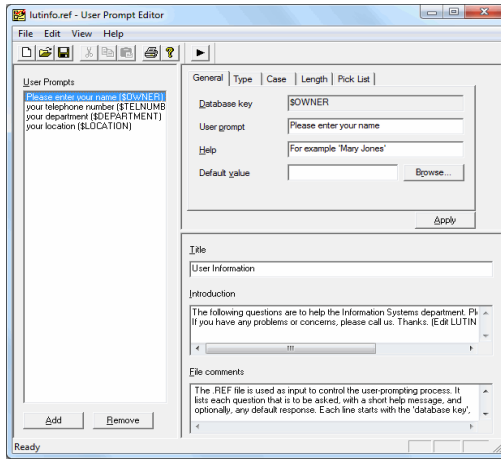 lutinfo.ref - User Prompt Editor
File Edit View Help
User Prompts
Please enter your name ($OWNER)
your telephone number ($TELNUMB
your department ($DEPARTMENT)
your location ($LOCATION)
Add Remove
General Type Case Length Pick List
Database key $OWNER
User prompt Please enter your name
Help For example 'Mary Jones'
Default value Browse...
Apply
Title
User Information
Introduction
The following questions are to help the Information Systems department.
If you have any problems or concerns, please call us. Thanks. (Edit LUTIN
File comments
The .REF file is used as input to control the user-prompting process. It
lists each question that is to be asked, with a short help message, and
optionally, any default response. Each line starts with the 'database key',
Ready